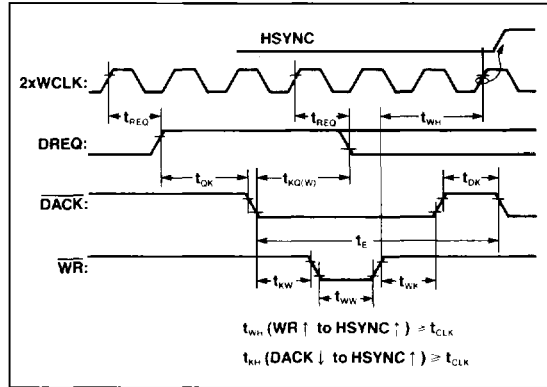 HSYNC
2xWCLK:
tREQ tREQ tWH
DREQ:
tQK tKQ(W) tDK
DACK:
tE
WR:
tKW tWW tWK
tWH (WR ↑ to HSYNC ↑) ≥ tCLK
tKH (DACK ↓ to HSYNC ↑) ≥ tCLK